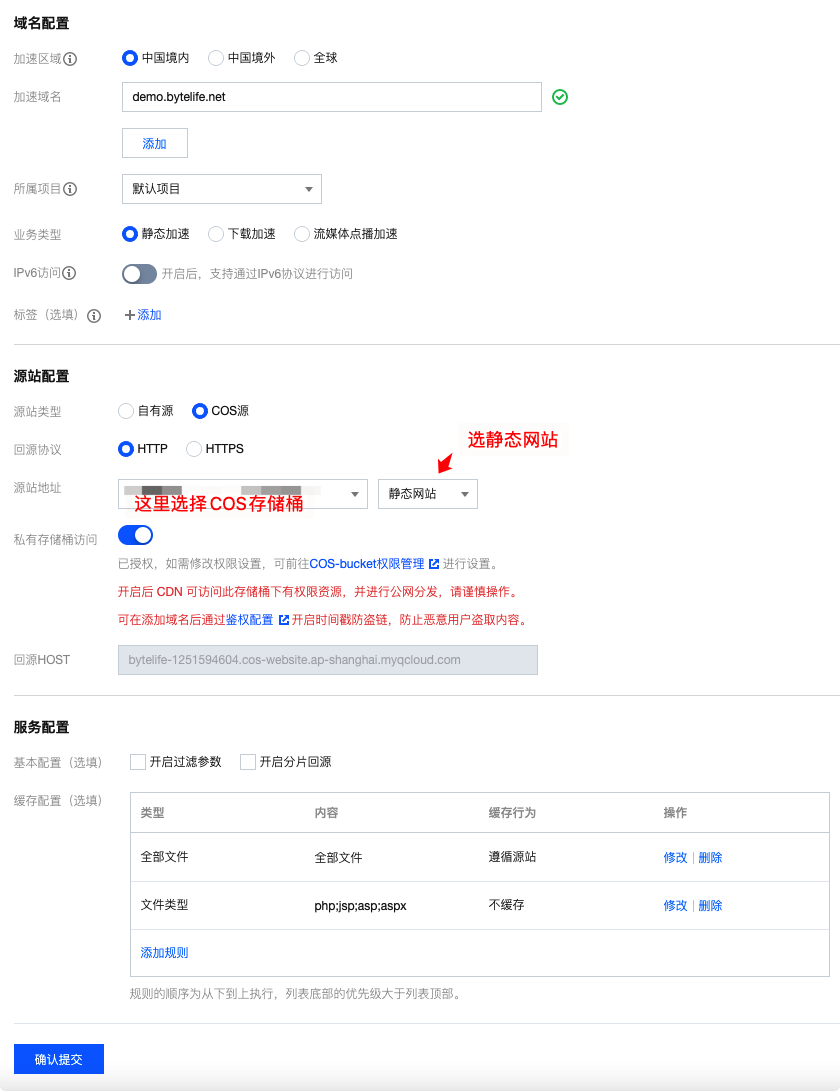 域名配置
加速区域 中国境内 中国境外 全球
加速域名 demo.bytelife.net
添加
所属项目 默认项目
业务类型 静态加速 下载加速 流媒体点播加速
IPv6访问 开启后，支持通过IPv6协议进行访问
标签（选填） +添加
源站配置
源站类型 自有源 COS源
选静态网站
回源协议 HTTP HTTPS
源站地址 静态网站
这里选择COS存储桶
私有存储桶访问
已授权，如需修改权限设置，可前往COS-bucket权限管理 进行设置。
开启后 CDN 可访问此存储桶下有权限资源，并进行公网分发，请谨慎操作。
可在添加域名后通过鉴权配置 开启时间戳防盗链，防止恶意用户盗取内容。
回源HOST bytelife-1251594604.cos-website.ap-shanghai.myqcloud.com
服务配置
基本配置（选填） 开启过滤参数 开启分片回源
缓存配置（选填）
类型 内容 缓存行为 操作
全部文件 全部文件 遵循源站 修改 | 删除
文件类型 php;jsp;asp;aspx 不缓存 修改 | 删除
添加规则
规则的顺序为从下到上执行，列表底部的优先级大于列表顶部。
确认提交